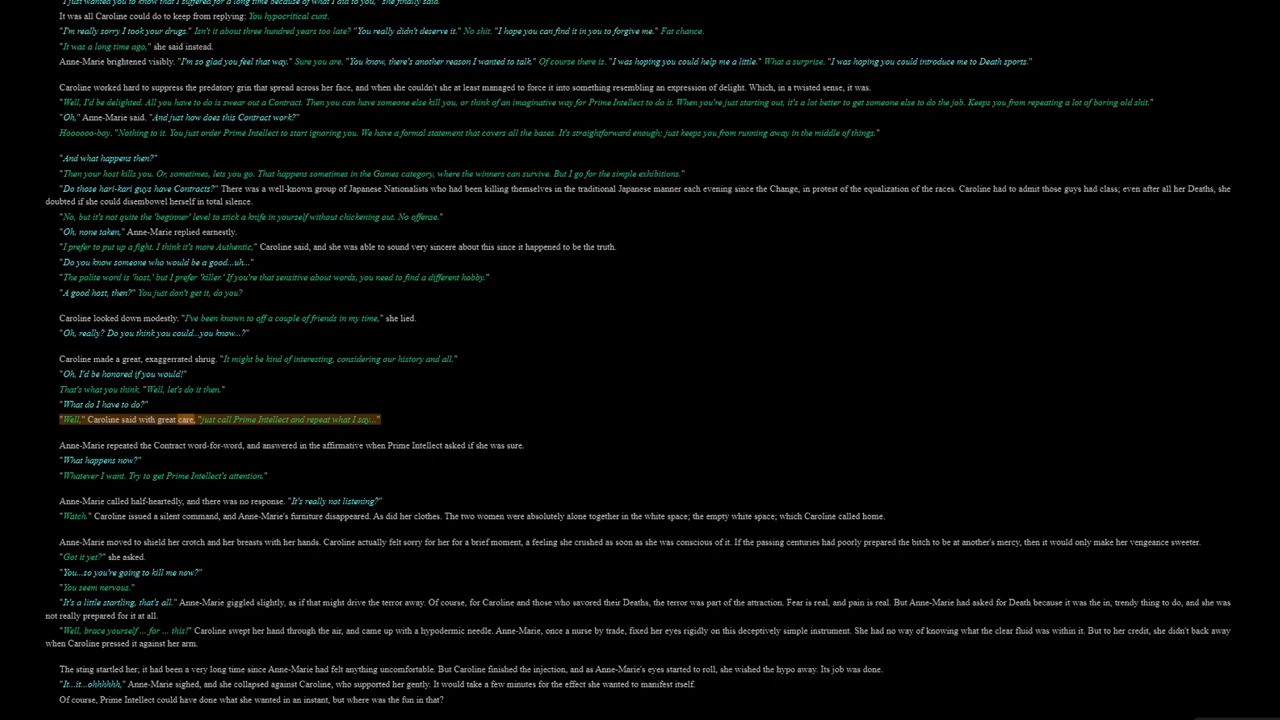 "I just wanted you to know that I suffered for a long time because of what I did to you," she finally said.
It was all Caroline could do to keep from replying: You hypocritical cunt.
"I'm really sorry I took your drugs." Isn't it about three hundred years too late? "You really didn't deserve it." No shit. "I hope you can find it in you to forgive me." Fat chance.
"It was a long time ago," she said instead.
Anne-Marie brightened visibly. "I'm so glad you feel that way." Sure you are. "You know, there's another reason I wanted to talk." Of course there is. "I was hoping you could help me a little." What a surprise. "I was hoping you could introduce me to Death sports."
Caroline worked hard to suppress the predatory grin that spread across her face, and when she couldn't she at least managed to force it into something resembling an expression of delight. Which, in a twisted sense, it was.
"Well, I'd be delighted. All you have to do is swear out a Contract. Then you can have someone else kill you, or think of an imaginative way for Prime Intellect to do it. When you're just starting out, it's a lot better to get someone else to do the job. Keeps you from repeating a lot of boring old shit."
"Oh," Anne-Marie said. "And just how does this Contract work?"
Hoooooo-boy. "Nothing to it. You just order Prime Intellect to start ignoring you. We have a formal statement that covers all the bases. It's straightforward enough; just keeps you from running away in the middle of things."
"And what happens then?"
"Then your host kills you. Or, sometimes, lets you go. That happens sometimes in the Games category, where the winners can survive. But I go for the simple exhibitions."
"Do those hari-kari guys have Contracts?" There was a well-known group of Japanese Nationalists who had been killing themselves in the traditional Japanese manner each evening since the Change, in protest of the equalization of the races. Caroline had to admit those guys had class; even after all her Deaths, she
doubted if she could disembowel herself in total silence.
"No, but it's not quite the 'beginner' level to stick a knife in yourself without chickening out. No offense."
"Oh, none taken," Anne-Marie replied earnestly.
"I prefer to put up a fight. I think it's more Authentic," Caroline said, and she was able to sound very sincere about this since it happened to be the truth.
"Do you know someone who would be a good...uh..."
"The polite word is 'host,' but I prefer 'killer.' If you're that sensitive about words, you need to find a different hobby."
"A good host, then?" You just don't get it, do you?
Caroline looked down modestly. "I've been known to off a couple of friends in my time," she lied.
"Oh, really? Do you think you could...you know...?"
Caroline made a great, exaggerated shrug. "It might be kind of interesting, considering our history and all."
"Oh, I'd be honored if you would!"
That's what you think. "Well, let's do it then."
"What do I have to do?"
"Well," Caroline said with great care, "just call Prime Intellect and repeat what I say..."
Anne-Marie repeated the Contract word-for-word, and answered in the affirmative when Prime Intellect asked if she was sure.
"What happens now?"
"Whatever I want. Try to get Prime Intellect's attention."
Anne-Marie called half-heartedly, and there was no response. "It's really not listening?"
"Watch." Caroline issued a silent command, and Anne-Marie's furniture disappeared. As did her clothes. The two women were absolutely alone together in the white space; the empty white space; which Caroline called home.
Anne-Marie moved to shield her crotch and her breasts with her hands. Caroline actually felt sorry for her for a brief moment, a feeling she crushed as soon as she was conscious of it. If the passing centuries had poorly prepared the bitch to be at another's mercy, then it would only make her vengeance sweeter.
"Got it yet?" she asked.
"You...so you're going to kill me now?"
"You seem nervous."
"It's a little startling, that's all." Anne-Marie giggled slightly, as if that might drive the terror away. Of course, for Caroline and those who savored their Deaths, the terror was part of the attraction. Fear is real, and pain is real. But Anne-Marie had asked for Death because it was the in, trendy thing to do, and she was
not really prepared for it at all.
"Well, brace yourself ... for ... this!" Caroline swept her hand through the air, and came up with a hypodermic needle. Anne-Marie, once a nurse by trade, fixed her eyes rigidly on this deceptively simple instrument. She had no way of knowing what the clear fluid was within it. But to her credit, she didn't back away
when Caroline pressed it against her arm.
The sting startled her; it had been a very long time since Anne-Marie had felt anything uncomfortable. But Caroline finished the injection, and as Anne-Marie's eyes started to roll, she wished the hypo away. Its job was done.
"It...it...ohhhhhh," Anne-Marie sighed, and she collapsed against Caroline, who supported her gently. It would take a few minutes for the effect she wanted to manifest itself.
Of course, Prime Intellect could have done what she wanted in an instant, but where was the fun in that?